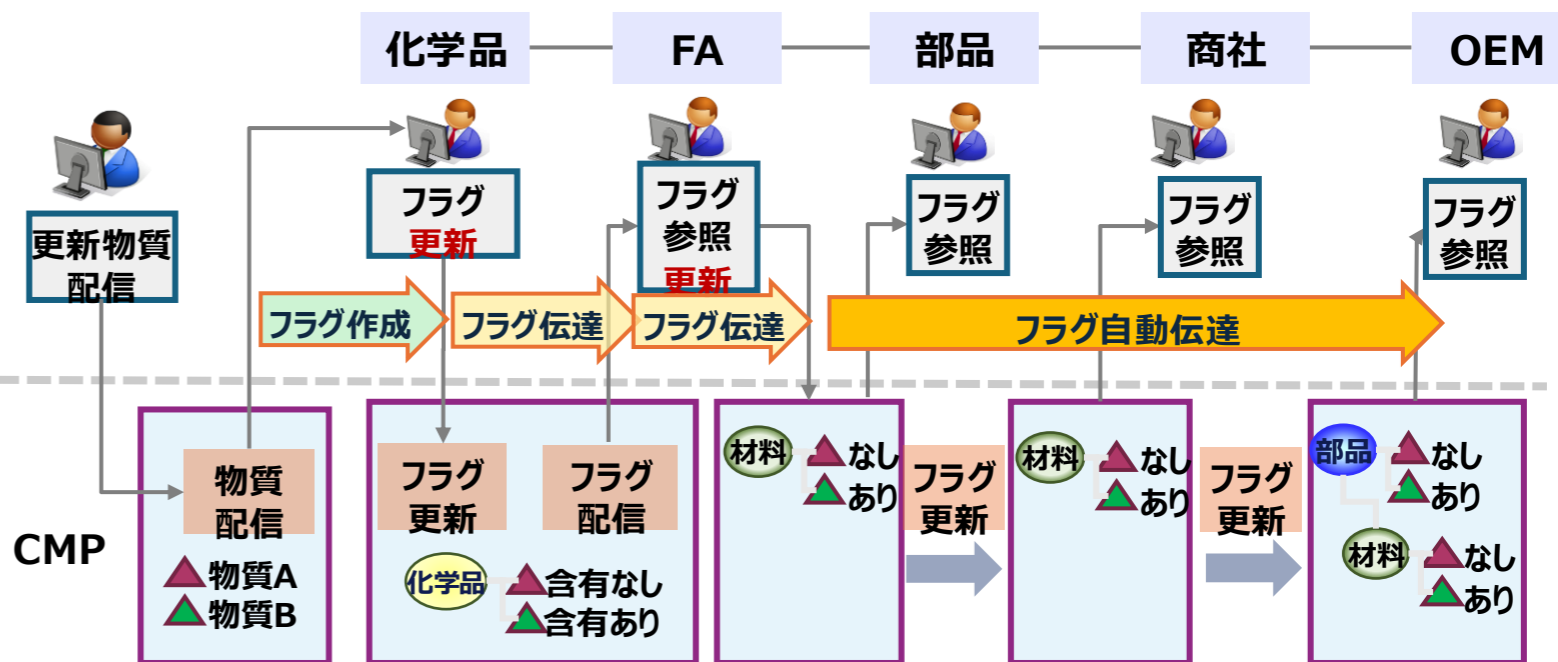 化学品
FA
部品
商社
OEM
更新物質
配信
フラグ
更新
フラグ
参照
更新
フラグ
参照
フラグ
参照
フラグ
参照
フラグ作成
フラグ伝達
フラグ伝達
フラグ自動伝達
CMP
物質
配信
物質A
物質B
フラグ
更新
フラグ
配信
化学品
含有なし
含有あり
材料
なし
あり
フラグ
更新
材料
なし
あり
フラグ
更新
部品
なし
あり
材料
なし
あり